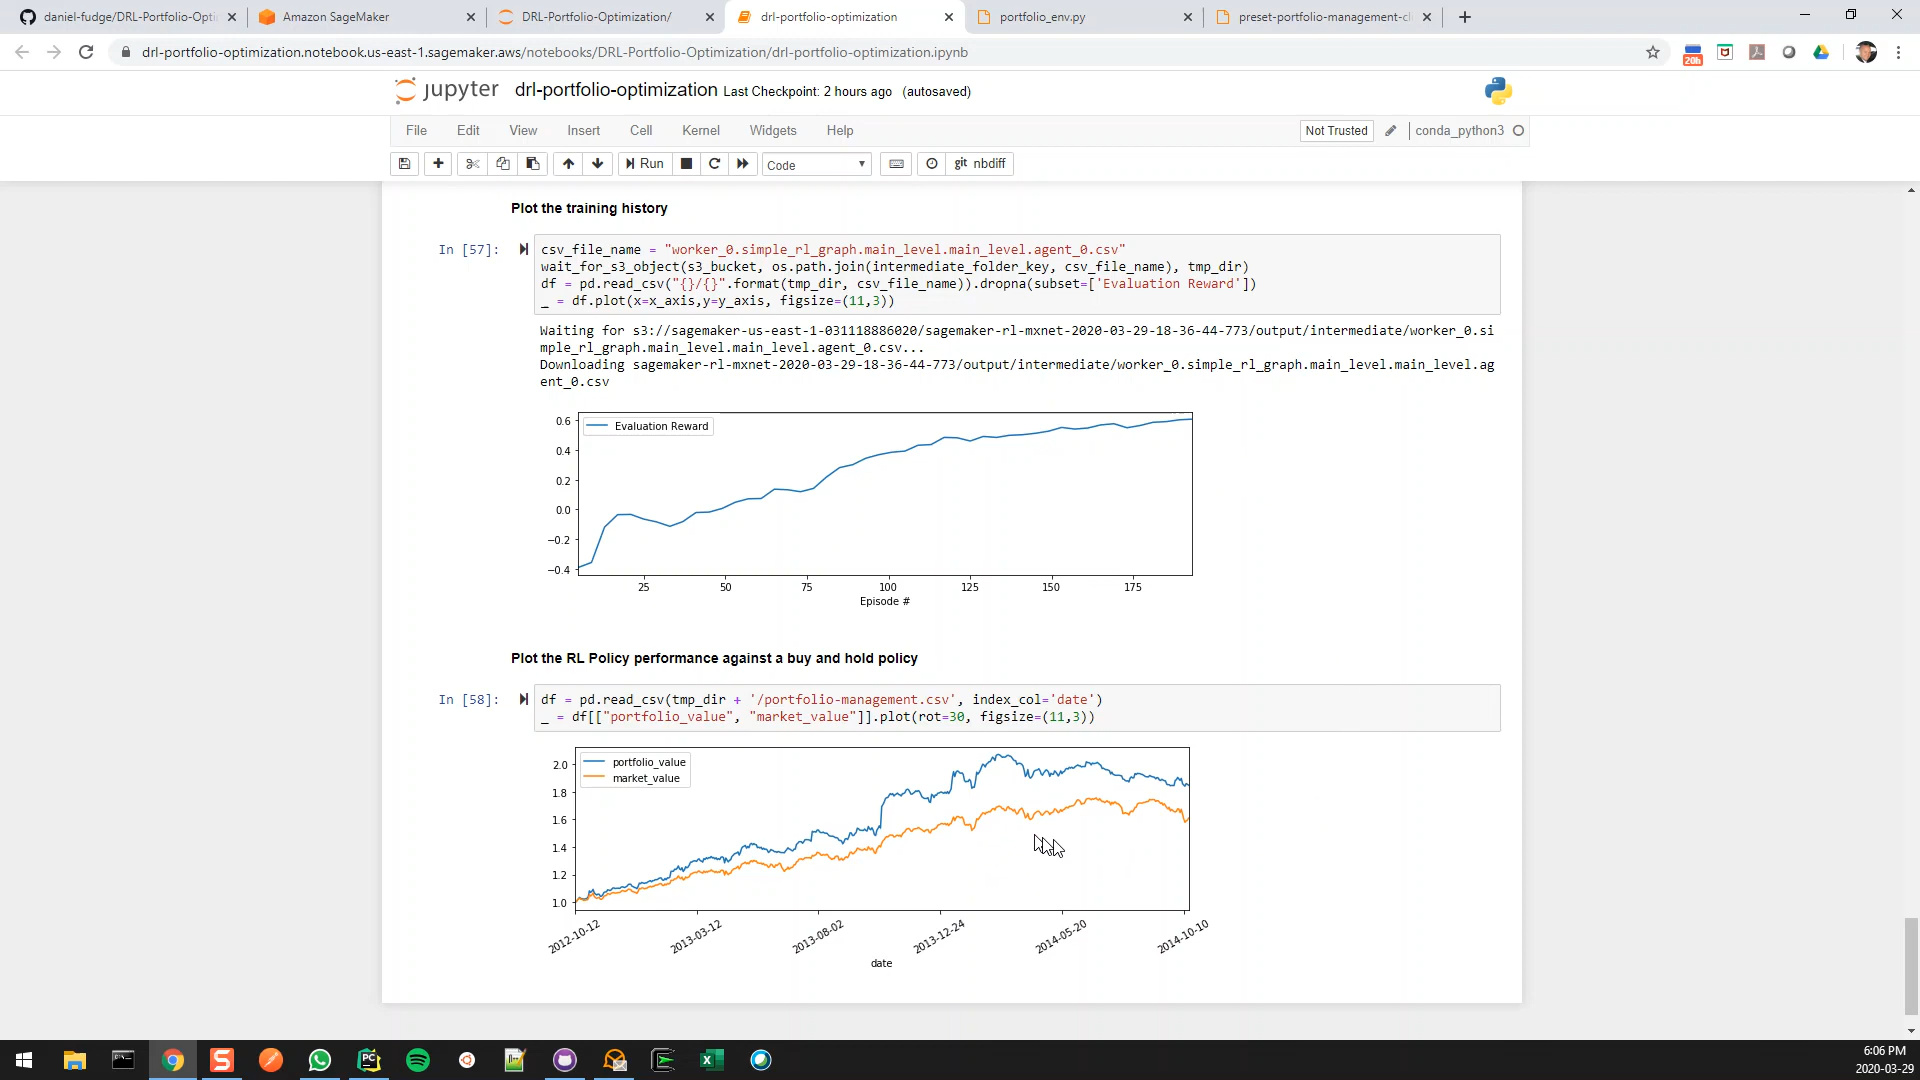 daniel-fudge/DRL-Portfolio-Opti
Amazon SageMaker
DRL-Portfolio-Optimization/
drl-portfolio-optimization
portfolio_env.py
preset-portfolio-management-cl
drl-portfolio-optimization.notebook.us-east-1.sagemaker.aws/notebooks/DRL-Portfolio-Optimization/drl-portfolio-optimization.ipynb
20h
jupyter drl-portfolio-optimization Last Checkpoint: 2 hours ago (autosaved)
File Edit View Insert Cell Kernel Widgets Help
Not Trusted conda_python3
Run Code git nbdiff
Plot the training history
In [57]:
csv_file_name = "worker_0.simple_rl_graph.main_level.main_level.agent_0.csv"
wait_for_s3_object(s3_bucket, os.path.join(intermediate_folder_key, csv_file_name), tmp_dir)
df = pd.read_csv("{}/{}".format(tmp_dir, csv_file_name)).dropna(subset=['Evaluation Reward'])
_ = df.plot(x=x_axis,y=y_axis, figsize=(11,3))
Waiting for s3://sagemaker-us-east-1-031118886020/sagemaker-rl-mxnet-2020-03-29-18-36-44-773/output/intermediate/worker_0.si
mple_rl_graph.main_level.main_level.agent_0.csv...
Downloading sagemaker-rl-mxnet-2020-03-29-18-36-44-773/output/intermediate/worker_0.simple_rl_graph.main_level.main_level.ag
ent_0.csv
Evaluation Reward
0.6
0.4
0.2
0.0
−0.2
−0.4
25 50 75 100 125 150 175
Episode #
Plot the RL Policy performance against a buy and hold policy
In [58]:
df = pd.read_csv(tmp_dir + '/portfolio-management.csv', index_col='date')
_ = df[["portfolio_value", "market_value"]].plot(rot=30, figsize=(11,3))
portfolio_value
market_value
2.0
1.8
1.6
1.4
1.2
1.0
2012-10-12 2013-03-12 2013-08-02 2013-12-24 2014-05-20 2014-10-10
date
6:06 PM
2020-03-29